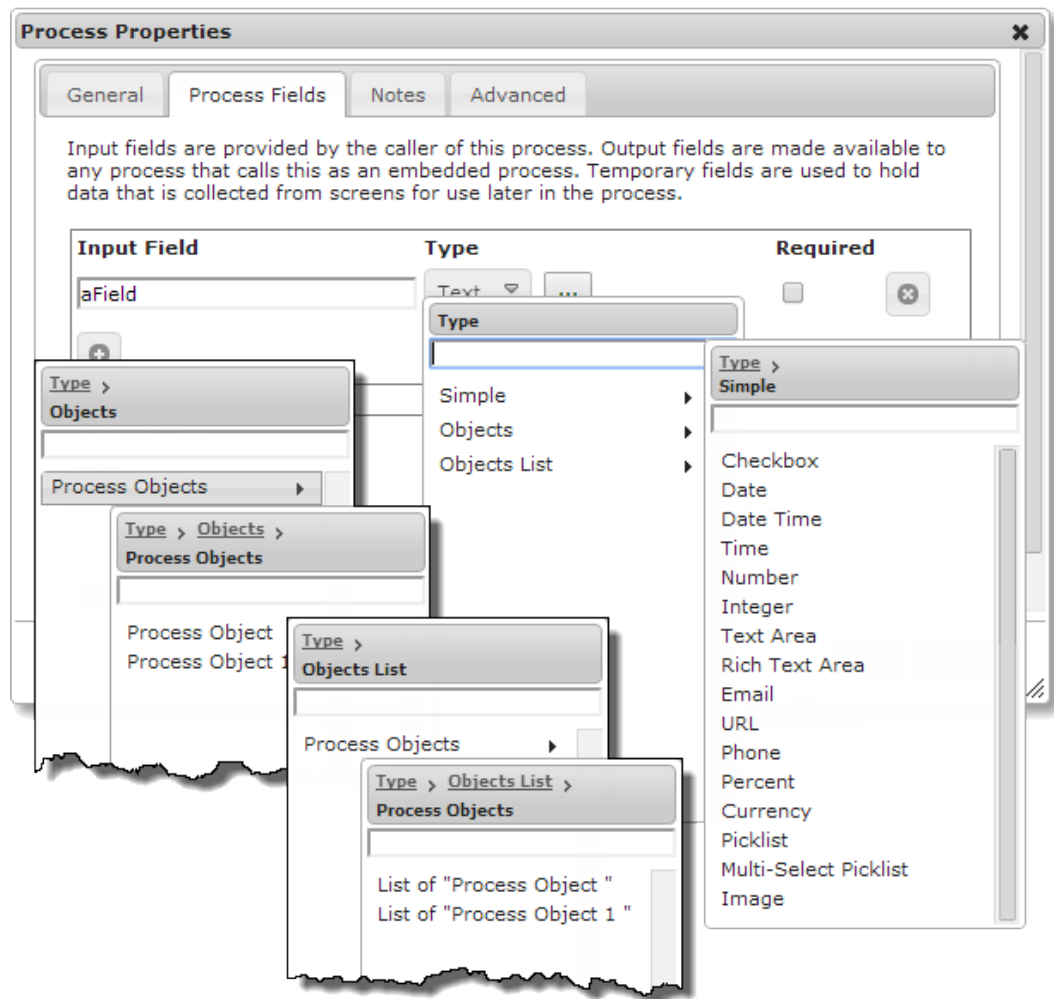 Process Properties
General Process Fields Notes Advanced
Input fields are provided by the caller of this process. Output fields are made available to
any process that calls this as an embedded process. Temporary fields are used to hold
data that is collected from screens for use later in the process.
Input Field Type Required
aField Text ...
Type
Simple
Objects
Objects List
Type >
Simple
Checkbox
Date
Date Time
Time
Number
Integer
Text Area
Rich Text Area
Email
URL
Phone
Percent
Currency
Picklist
Multi-Select Picklist
Image
Type >
Objects
Process Objects
Type > Objects >
Process Objects
Process Object
Process Object 1
Type >
Objects List
Process Objects
Type > Objects List >
Process Objects
List of "Process Object "
List of "Process Object 1 "